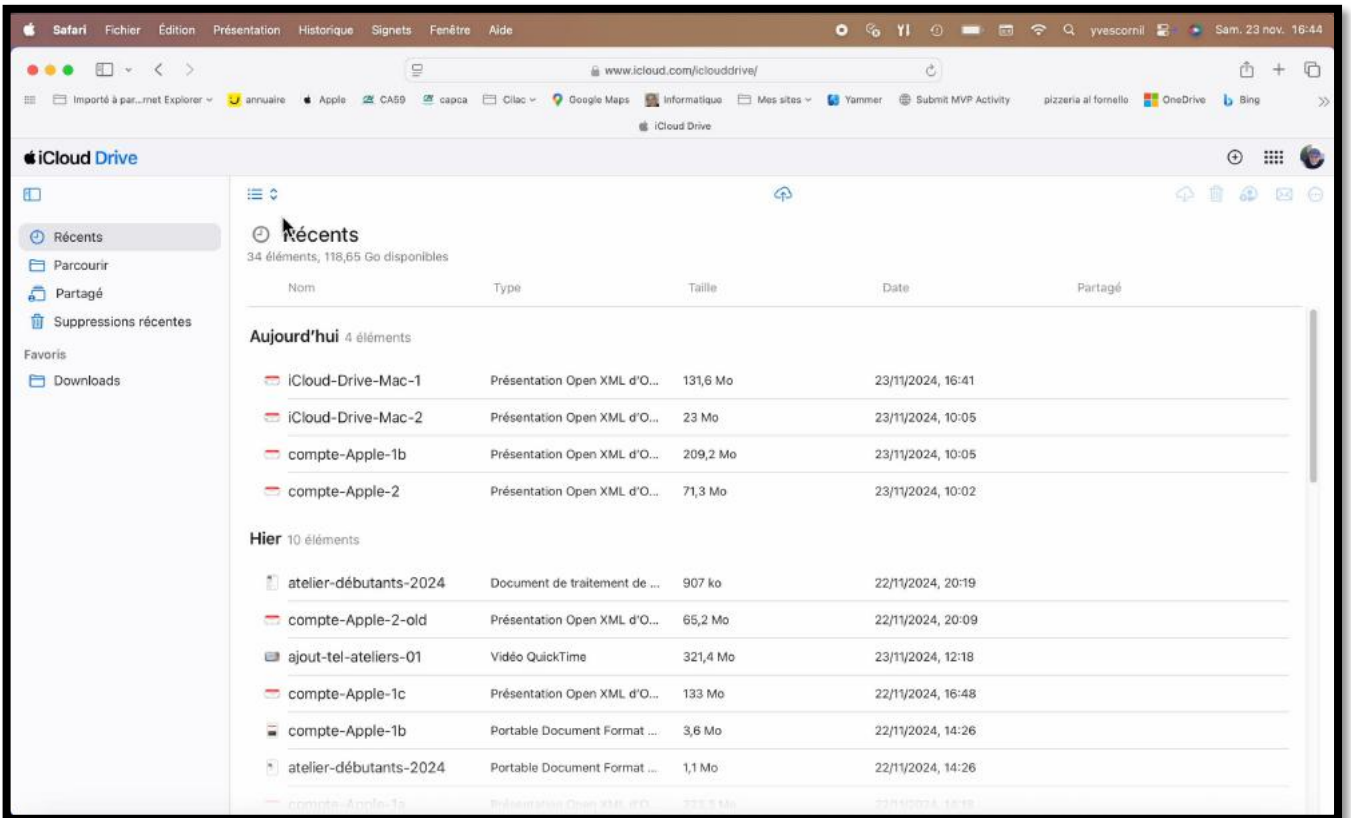 Safari Fichier Édition Présentation Historique Signets Fenêtre Aide yvescornil Sam. 23 nov. 16:44
www.icloud.com/iclouddrive/
Importé à par...rnet Explorer annuaire Apple CA59 capca Cilac Google Maps Informatique Mes sites Yammer Submit MVP Activity pizzeria al fornello OneDrive Bing
iCloud Drive
iCloud Drive
Récents
Parcourir
Partagé
Suppressions récentes
Favoris
Downloads
Récents
34 éléments, 118,65 Go disponibles
Nom Type Taille Date Partagé
Aujourd'hui 4 éléments
iCloud-Drive-Mac-1 Présentation Open XML d'O... 131,6 Mo 23/11/2024, 16:41
iCloud-Drive-Mac-2 Présentation Open XML d'O... 23 Mo 23/11/2024, 10:05
compte-Apple-1b Présentation Open XML d'O... 209,2 Mo 23/11/2024, 10:05
compte-Apple-2 Présentation Open XML d'O... 71,3 Mo 23/11/2024, 10:02
Hier 10 éléments
atelier-débutants-2024 Document de traitement de ... 907 ko 22/11/2024, 20:19
compte-Apple-2-old Présentation Open XML d'O... 65,2 Mo 22/11/2024, 20:09
ajout-tel-ateliers-01 Vidéo QuickTime 321,4 Mo 23/11/2024, 12:18
compte-Apple-1c Présentation Open XML d'O... 133 Mo 22/11/2024, 16:48
compte-Apple-1b Portable Document Format ... 3,6 Mo 22/11/2024, 14:26
atelier-débutants-2024 Portable Document Format ... 1,1 Mo 22/11/2024, 14:26
compte-Apple-1a Présentation Open XML d'O...